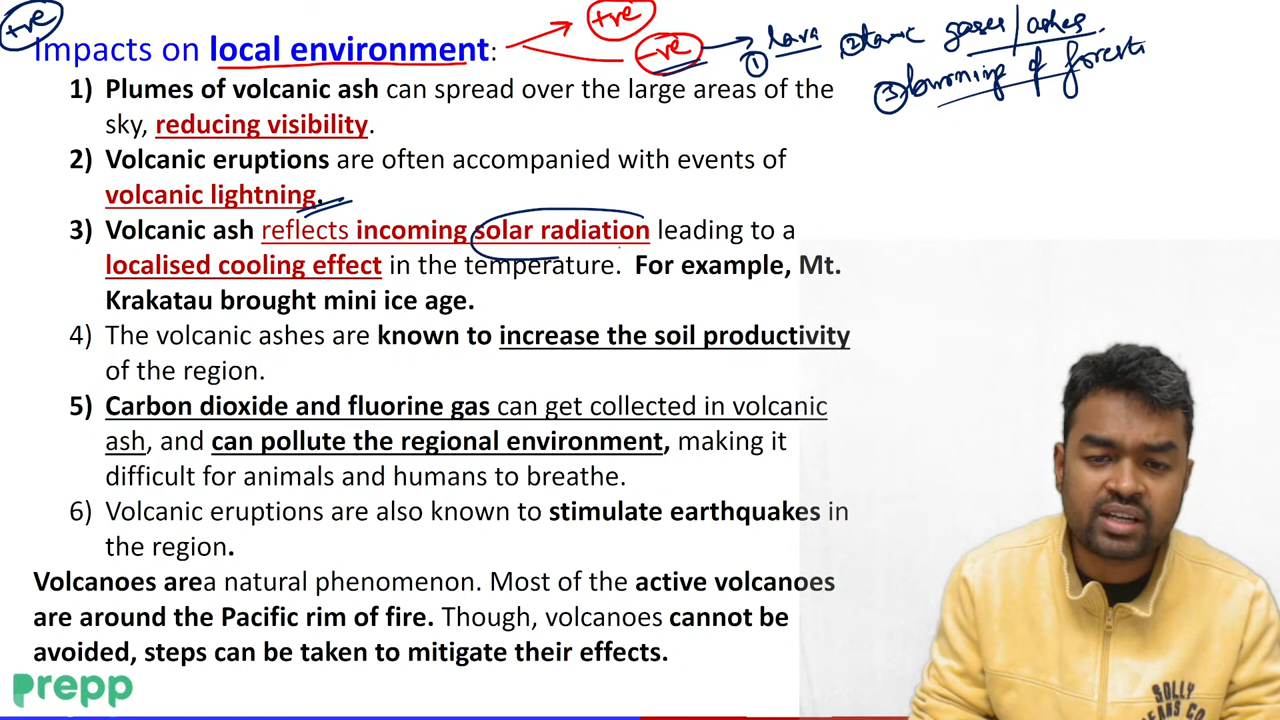 +ve
+ve
Impacts on local environment:
-ve
① lava ② toxic gases/ashes.
③ burning of forests
1) Plumes of volcanic ash can spread over the large areas of the
sky, reducing visibility.
2) Volcanic eruptions are often accompanied with events of
volcanic lightning.
3) Volcanic ash reflects incoming solar radiation leading to a
localised cooling effect in the temperature. For example, Mt.
Krakatau brought mini ice age.
4) The volcanic ashes are known to increase the soil productivity
of the region.
5) Carbon dioxide and fluorine gas can get collected in volcanic
ash, and can pollute the regional environment, making it
difficult for animals and humans to breathe.
6) Volcanic eruptions are also known to stimulate earthquakes in
the region.
Volcanoes area natural phenomenon. Most of the active volcanoes
are around the Pacific rim of fire. Though, volcanoes cannot be
avoided, steps can be taken to mitigate their effects.
prepp
SOLLY
JEANS CO